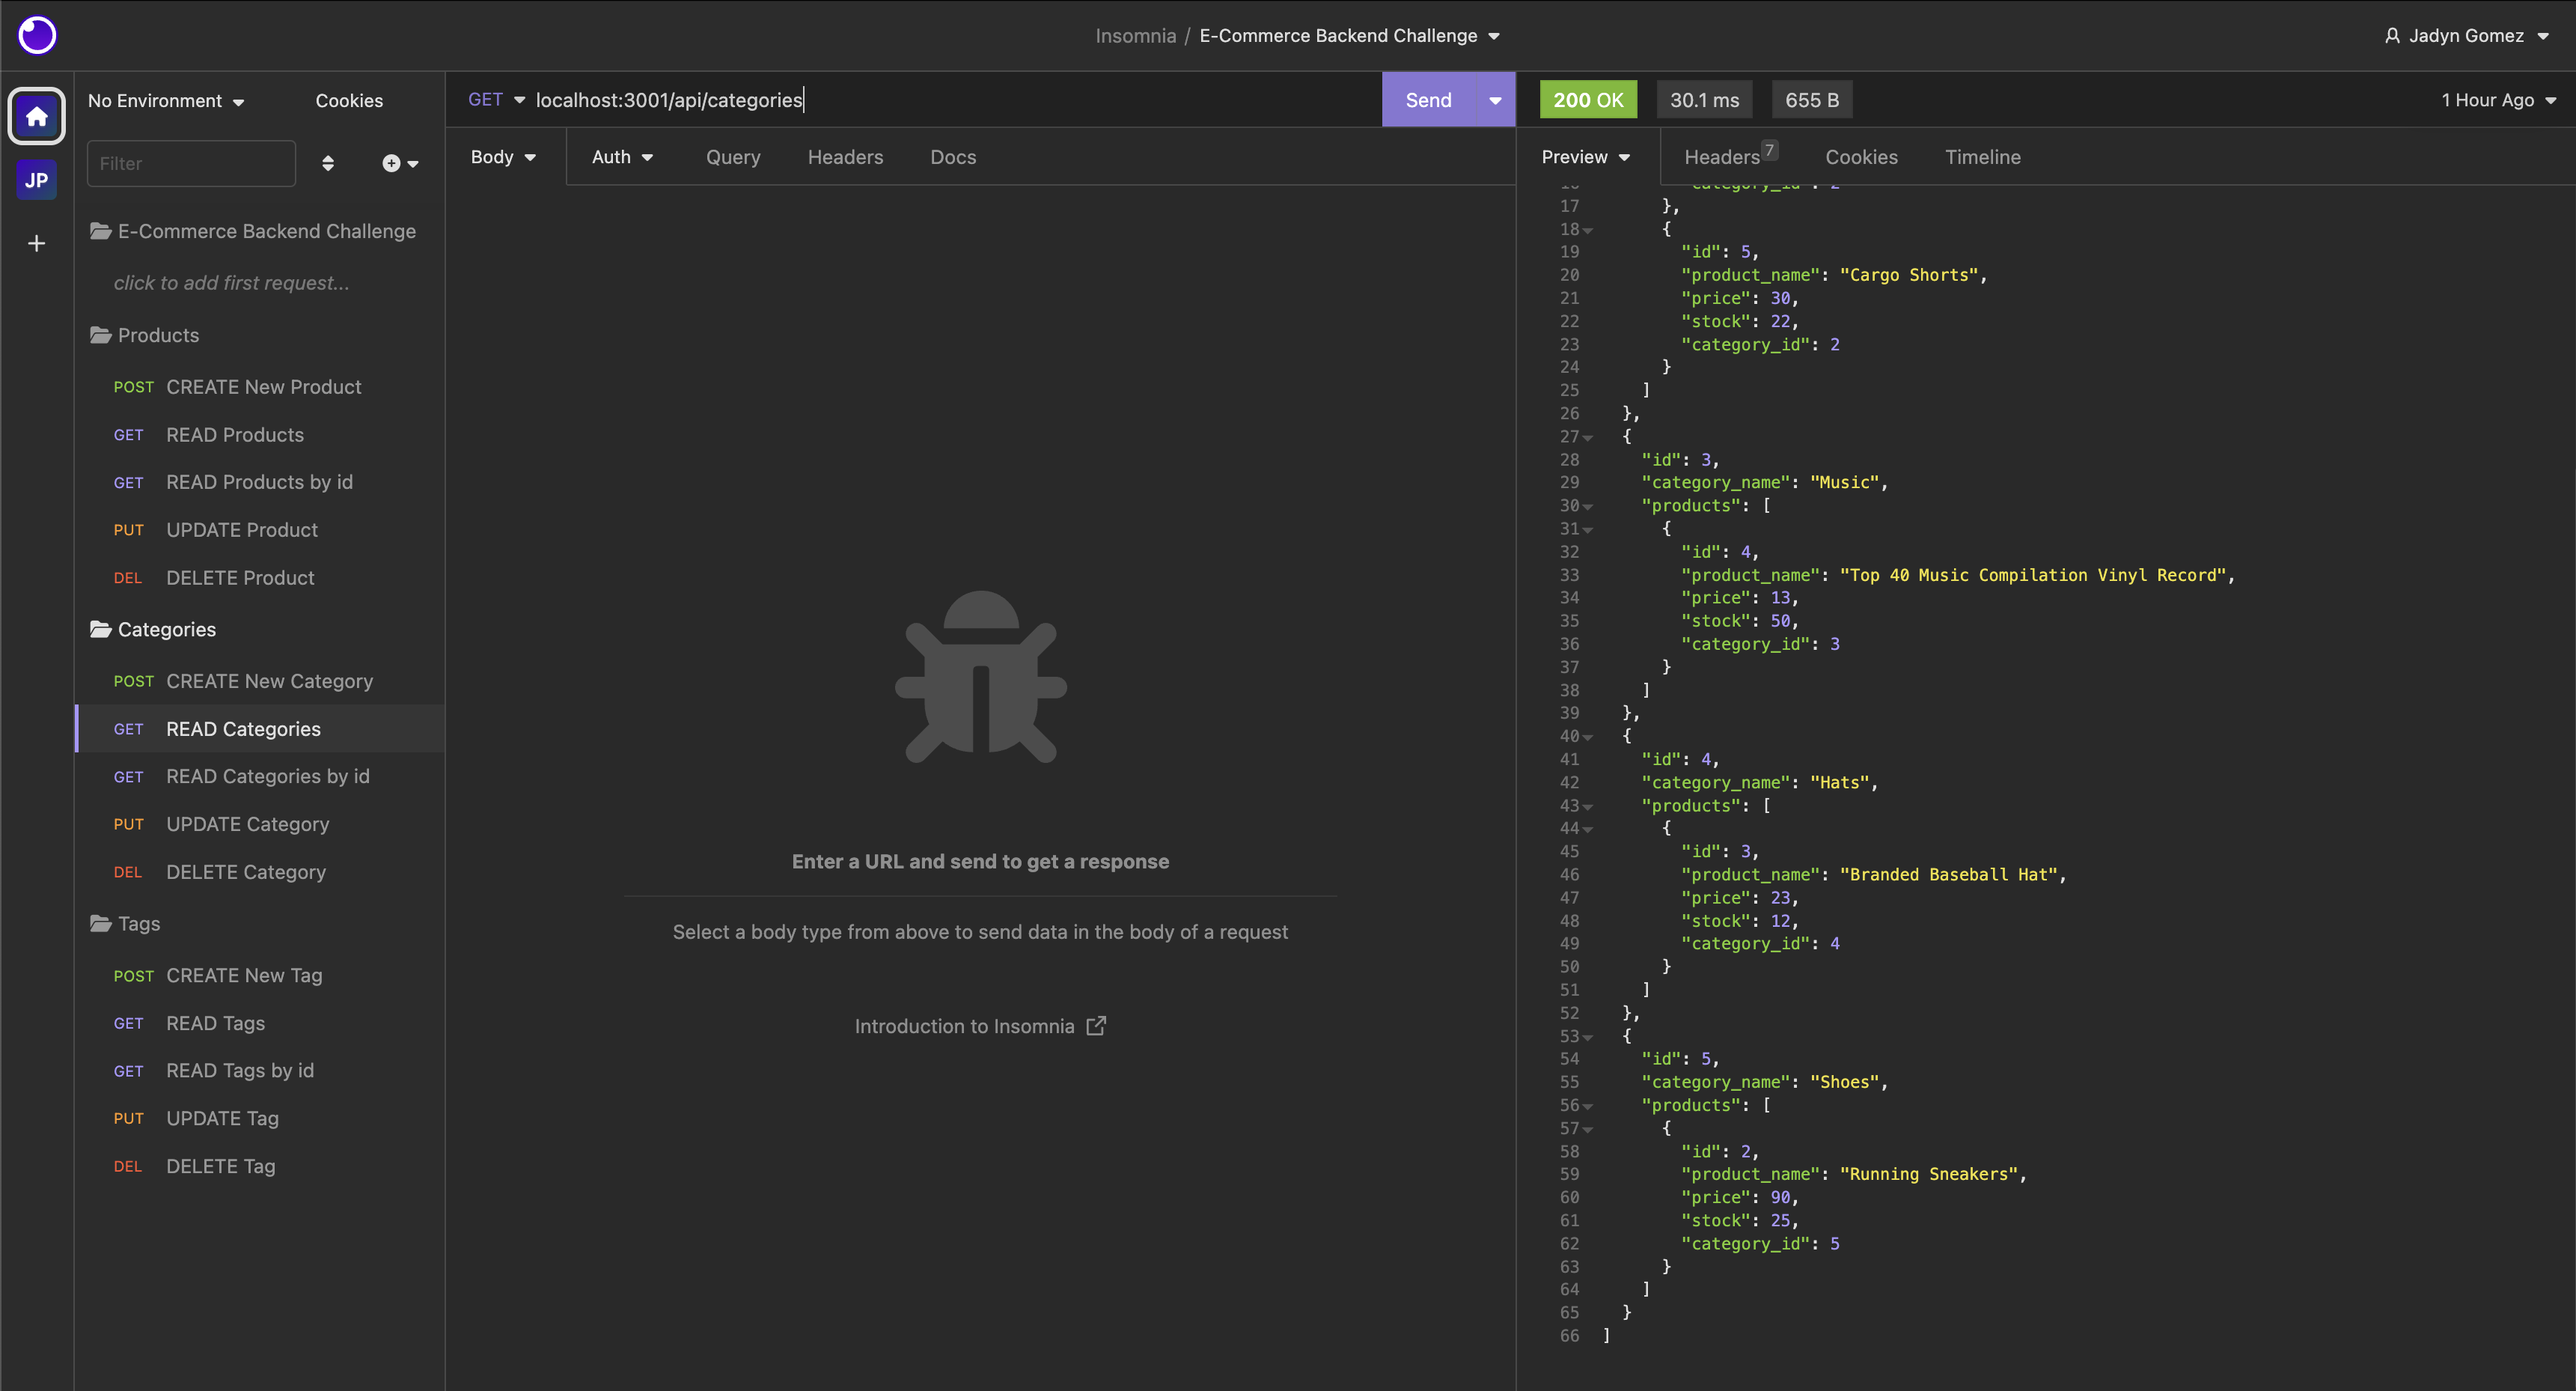 Insomnia / E-Commerce Backend Challenge
Jadyn Gomez
JP
No Environment
Cookies
Filter
E-Commerce Backend Challenge
click to add first request...
Products
POST CREATE New Product
GET READ Products
GET READ Products by id
PUT UPDATE Product
DEL DELETE Product
Categories
POST CREATE New Category
GET READ Categories
GET READ Categories by id
PUT UPDATE Category
DEL DELETE Category
Tags
POST CREATE New Tag
GET READ Tags
GET READ Tags by id
PUT UPDATE Tag
DEL DELETE Tag
GET localhost:3001/api/categories
Send
Body Auth Query Headers Docs
Enter a URL and send to get a response
Select a body type from above to send data in the body of a request
Introduction to Insomnia
200 OK 30.1 ms 655 B 1 Hour Ago
Preview Headers 7 Cookies Timeline
16 "category_id": 2
17 },
18 {
19 "id": 5,
20 "product_name": "Cargo Shorts",
21 "price": 30,
22 "stock": 22,
23 "category_id": 2
24 }
25 ]
26 },
27 {
28 "id": 3,
29 "category_name": "Music",
30 "products": [
31 {
32 "id": 4,
33 "product_name": "Top 40 Music Compilation Vinyl Record",
34 "price": 13,
35 "stock": 50,
36 "category_id": 3
37 }
38 ]
39 },
40 {
41 "id": 4,
42 "category_name": "Hats",
43 "products": [
44 {
45 "id": 3,
46 "product_name": "Branded Baseball Hat",
47 "price": 23,
48 "stock": 12,
49 "category_id": 4
50 }
51 ]
52 },
53 {
54 "id": 5,
55 "category_name": "Shoes",
56 "products": [
57 {
58 "id": 2,
59 "product_name": "Running Sneakers",
60 "price": 90,
61 "stock": 25,
62 "category_id": 5
63 }
64 ]
65 }
66 ]